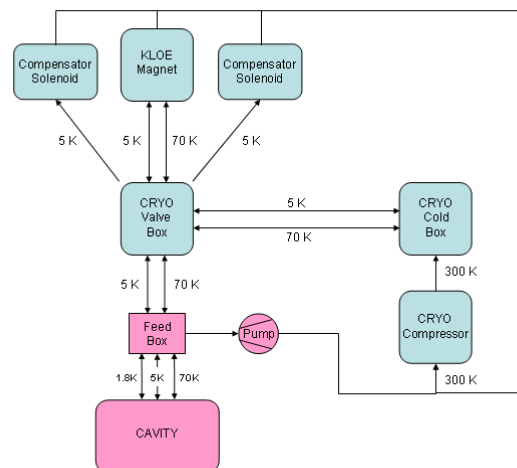 Compensator
Solenoid
KLOE
Magnet
Compensator
Solenoid
5 K
5 K
70 K
5 K
CRYO
Valve
Box
5 K
70 K
CRYO
Cold
Box
5 K
70 K
300 K
Feed
Box
Pump
CRYO
Compressor
1.8K
5K
70K
300 K
CAVITY